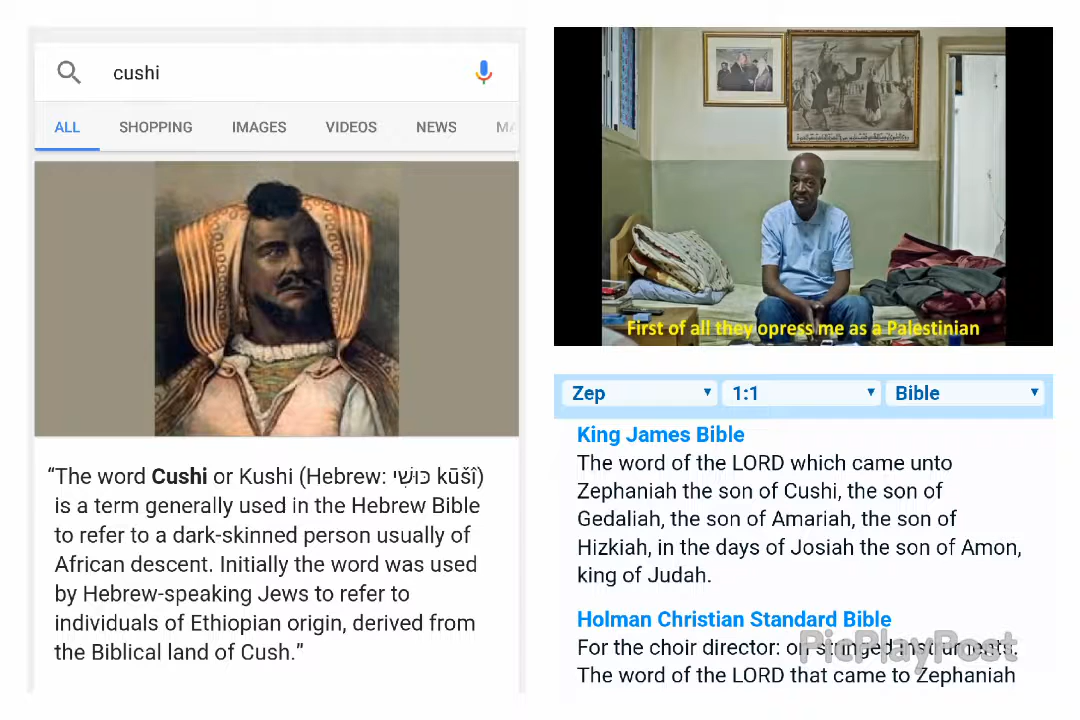 cushi
ALL SHOPPING IMAGES VIDEOS NEWS MA
“The word Cushi or Kushi (Hebrew: כּוּשִׁי kūšî)
is a term generally used in the Hebrew Bible
to refer to a dark-skinned person usually of
African descent. Initially the word was used
by Hebrew-speaking Jews to refer to
individuals of Ethiopian origin, derived from
the Biblical land of Cush.”
First of all they opress me as a Palestinian
Zep 1:1 Bible
King James Bible
The word of the LORD which came unto
Zephaniah the son of Cushi, the son of
Gedaliah, the son of Amariah, the son of
Hizkiah, in the days of Josiah the son of Amon,
king of Judah.
Holman Christian Standard Bible
For the choir director: on stringed instruments.
The word of the LORD that came to Zephaniah
PicPlayPost